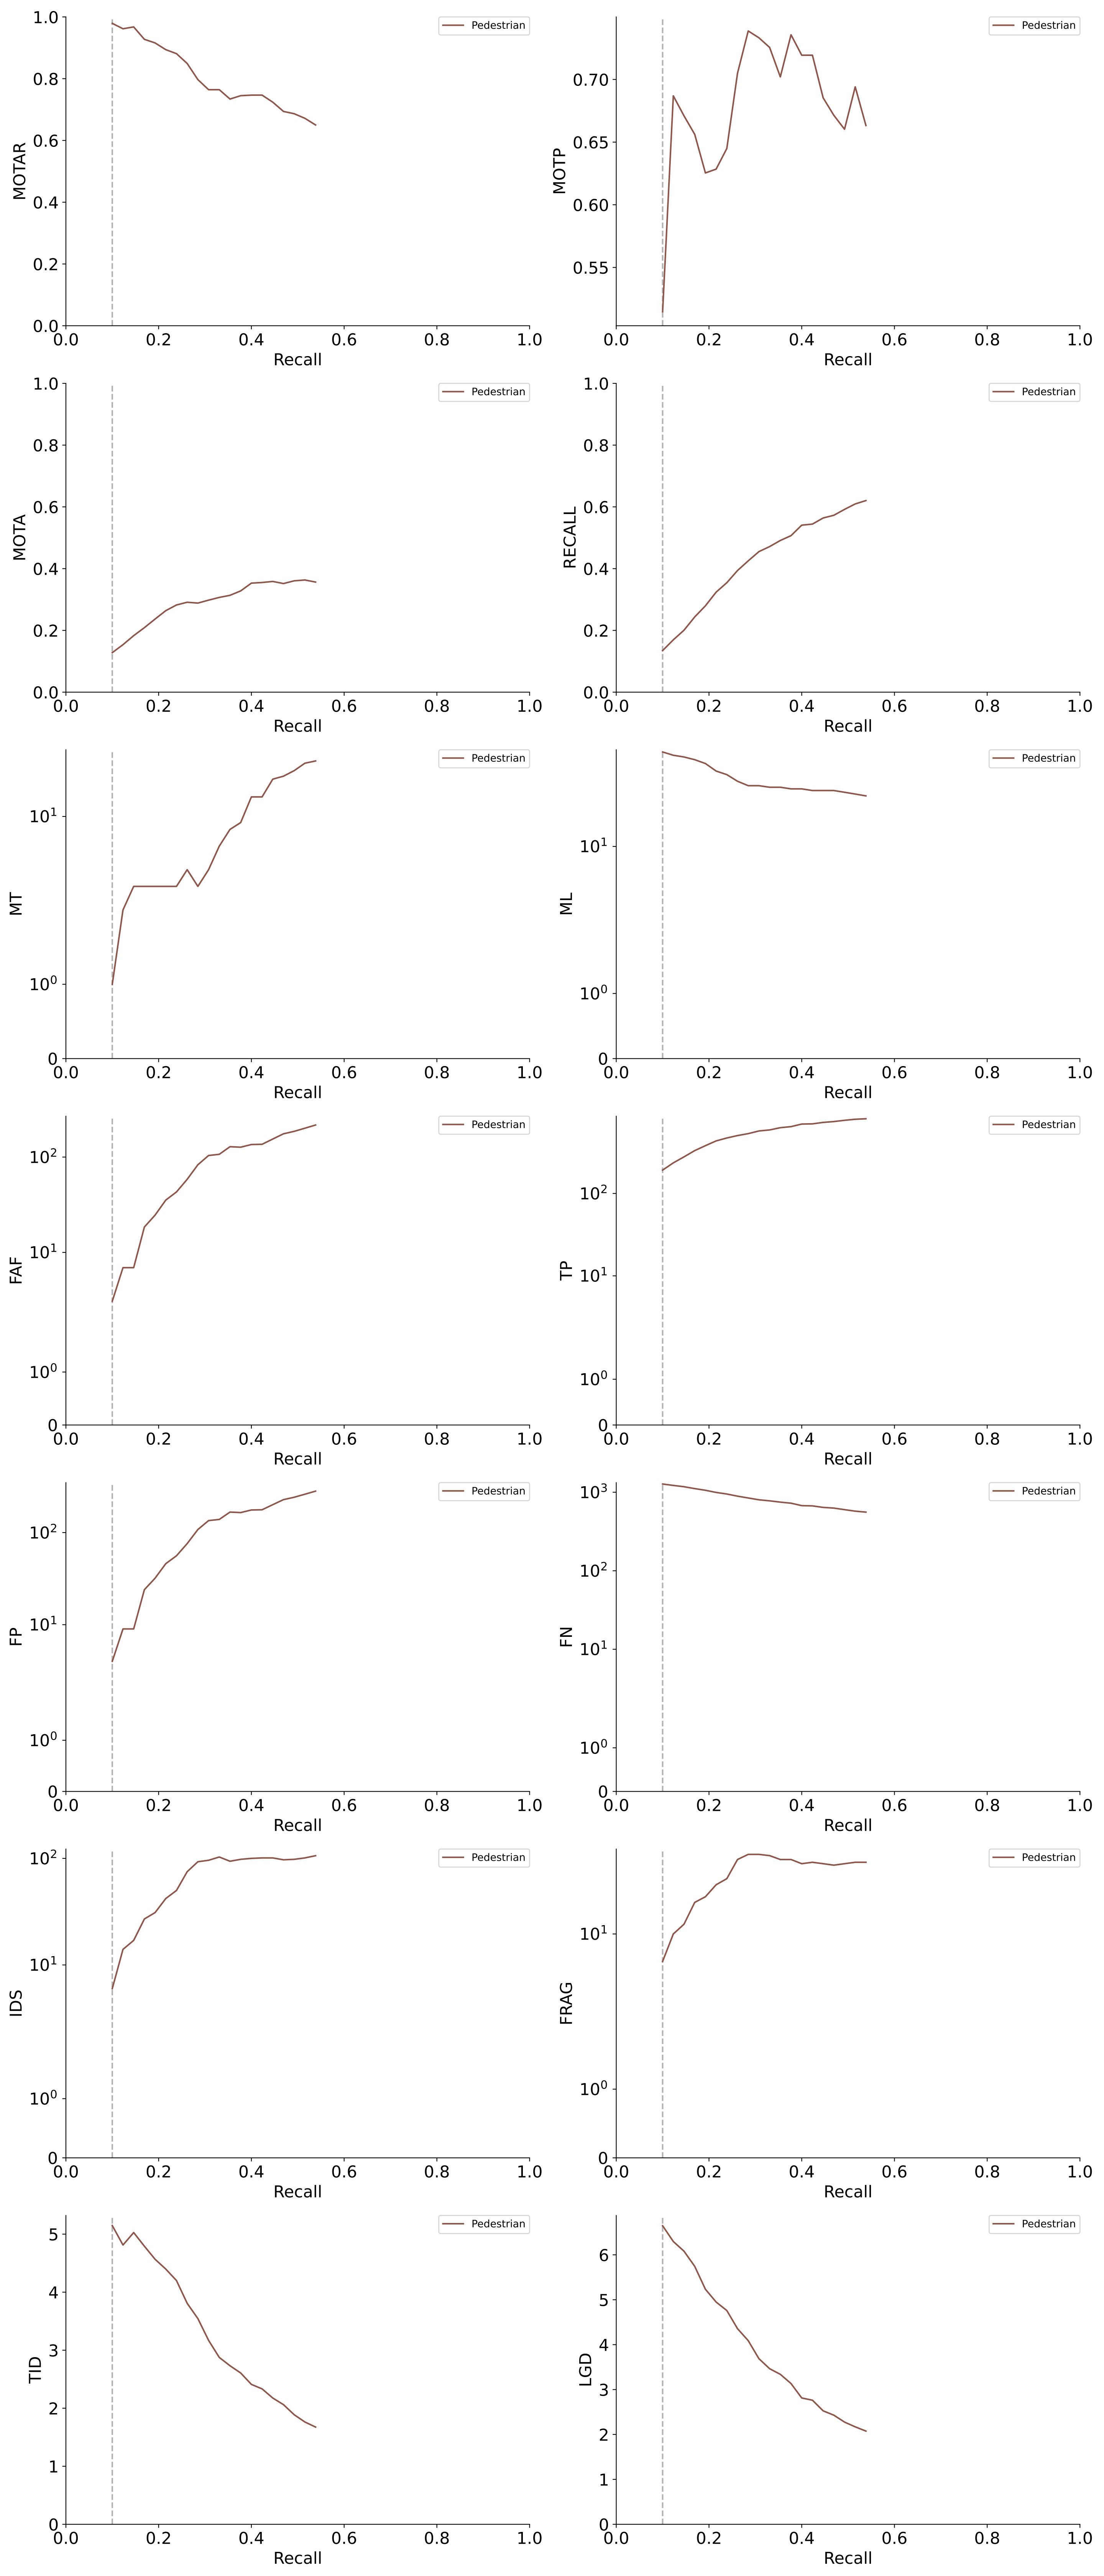 Pedestrian
MOTAR
1.0
0.8
0.6
0.4
0.2
0.0
0.0 0.2 0.4 0.6 0.8 1.0
Recall
Pedestrian
MOTP
0.70
0.65
0.60
0.55
0.0 0.2 0.4 0.6 0.8 1.0
Recall
Pedestrian
MOTA
1.0
0.8
0.6
0.4
0.2
0.0
0.0 0.2 0.4 0.6 0.8 1.0
Recall
Pedestrian
RECALL
1.0
0.8
0.6
0.4
0.2
0.0
0.0 0.2 0.4 0.6 0.8 1.0
Recall
Pedestrian
MT
10¹
10⁰
0
0.0 0.2 0.4 0.6 0.8 1.0
Recall
Pedestrian
ML
10¹
10⁰
0
0.0 0.2 0.4 0.6 0.8 1.0
Recall
Pedestrian
FAF
10²
10¹
10⁰
0
0.0 0.2 0.4 0.6 0.8 1.0
Recall
Pedestrian
TP
10²
10¹
10⁰
0
0.0 0.2 0.4 0.6 0.8 1.0
Recall
Pedestrian
FP
10²
10¹
10⁰
0
0.0 0.2 0.4 0.6 0.8 1.0
Recall
Pedestrian
FN
10³
10²
10¹
10⁰
0
0.0 0.2 0.4 0.6 0.8 1.0
Recall
Pedestrian
IDS
10²
10¹
10⁰
0
0.0 0.2 0.4 0.6 0.8 1.0
Recall
Pedestrian
FRAG
10¹
10⁰
0
0.0 0.2 0.4 0.6 0.8 1.0
Recall
Pedestrian
TID
5
4
3
2
1
0
0.0 0.2 0.4 0.6 0.8 1.0
Recall
Pedestrian
LGD
6
5
4
3
2
1
0
0.0 0.2 0.4 0.6 0.8 1.0
Recall